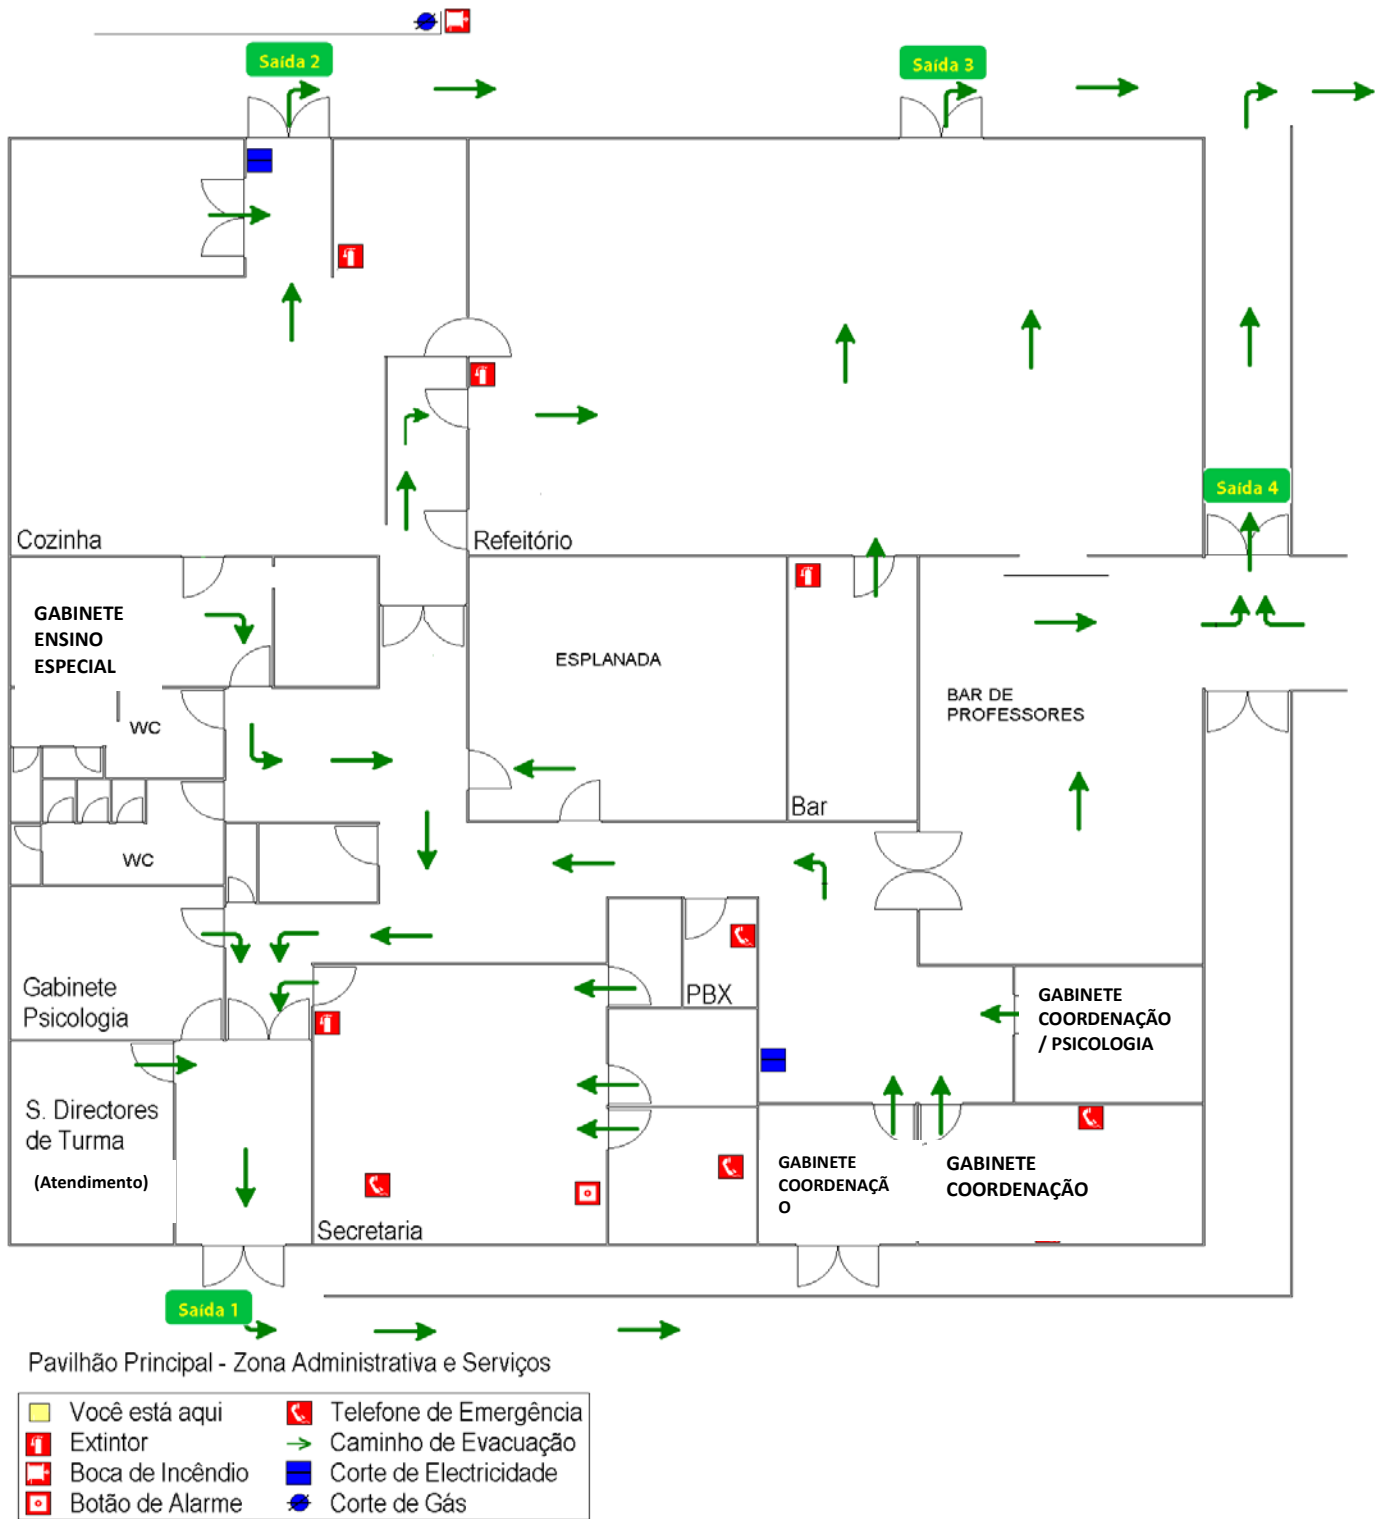 Saída 2
Saída 3
Saída 4
Cozinha
Refeitório
GABINETE
ENSINO
ESPECIAL
ESPLANADA
BAR DE
PROFESSORES
WC
Bar
WC
Gabinete
Psicologia
PBX
GABINETE
COORDENAÇÃO
/ PSICOLOGIA
S. Directores
de Turma
(Atendimento)
GABINETE
COORDENAÇÃ
O
GABINETE
COORDENAÇÃO
Secretaria
Saída 1
Pavilhão Principal - Zona Administrativa e Serviços
Você está aqui
Telefone de Emergência
Extintor
Caminho de Evacuação
Boca de Incêndio
Corte de Electricidade
Botão de Alarme
Corte de Gás